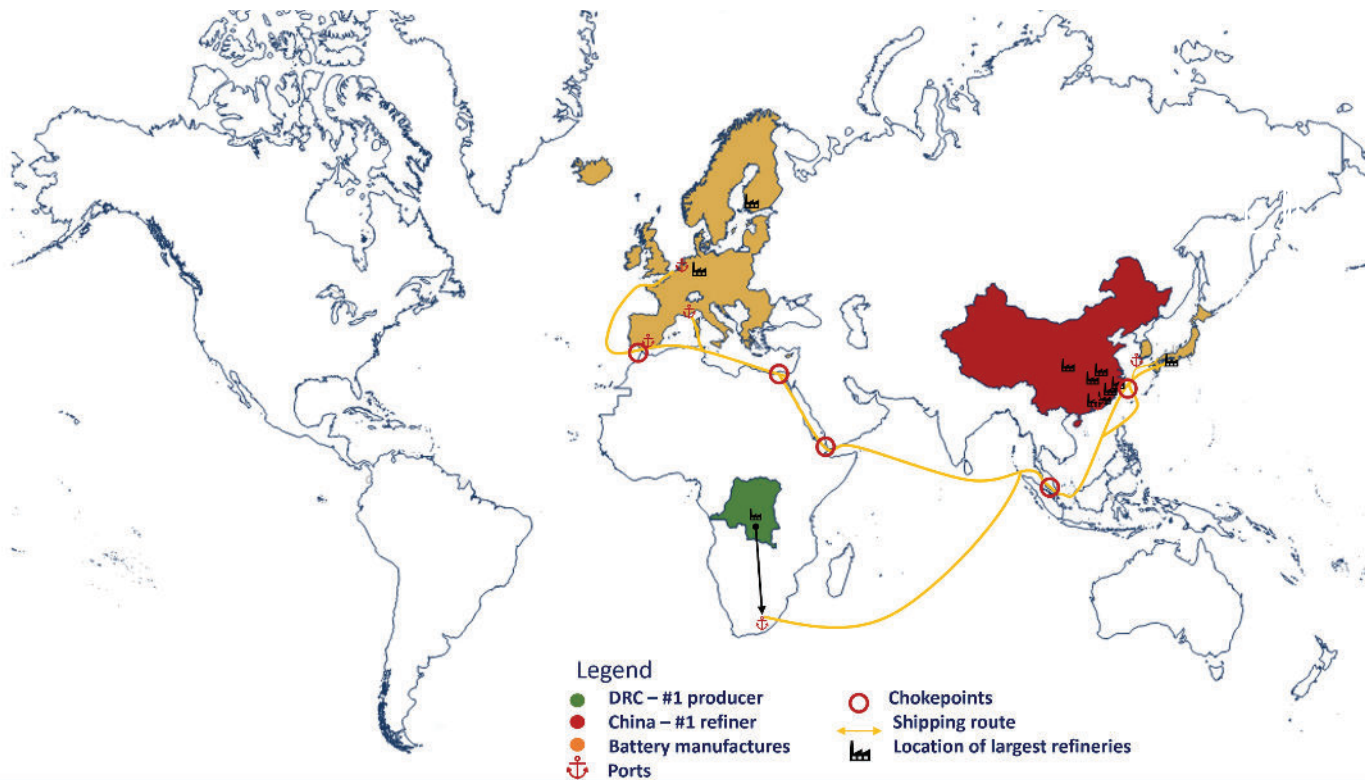 Legend
DRC – #1 producer
China – #1 refiner
Battery manufactures
Ports
Chokepoints
Shipping route
Location of largest refineries